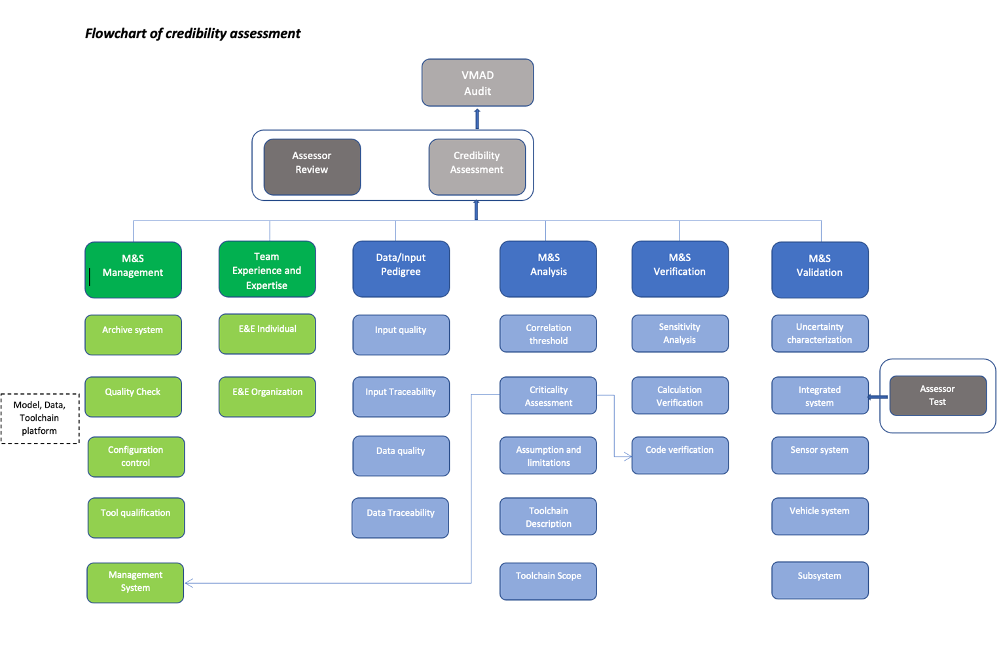 Flowchart of credibility assessment
VMAD
Audit
Assessor
Review
Credibility
Assessment
M&S
Management
Team
Experience and
Expertise
Data/Input
Pedigree
M&S
Analysis
M&S
Verification
M&S
Validation
Archive system
E&E Individual
Input quality
Correlation
threshold
Sensitivity
Analysis
Uncertainty
characterization
Quality Check
E&E Organization
Input Traceability
Criticality
Assessment
Calculation
Verification
Integrated
system
Assessor
Test
Model, Data,
Toolchain
platform
Configuration
control
Data quality
Assumption and
limitations
Code verification
Sensor system
Tool qualification
Data Traceability
Toolchain
Description
Vehicle system
Management
System
Toolchain Scope
Subsystem